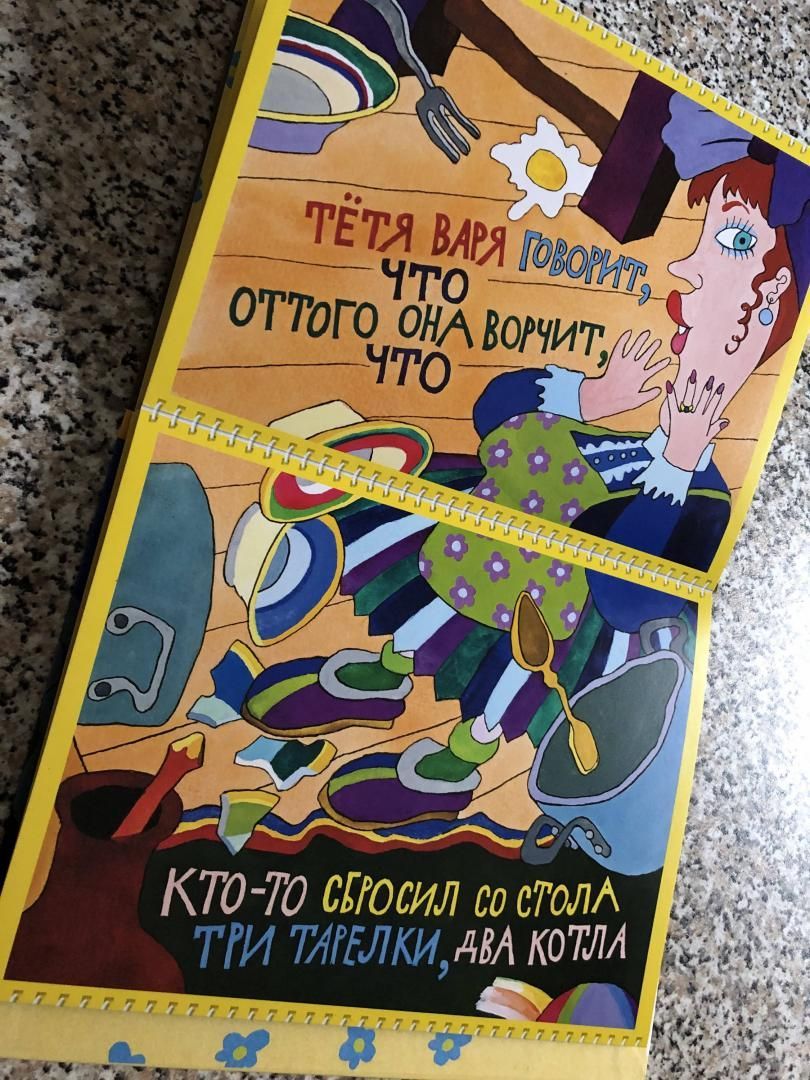 ТЁТЯ ВАРЯ ГОВОРИТ,
ЧТО
ОТТОГО ОНА ВОРЧИТ,
ЧТО
КТО-ТО СБРОСИЛ СО СТОЛА
ТРИ ТАРЕЛКИ, ДВА КОТЛА